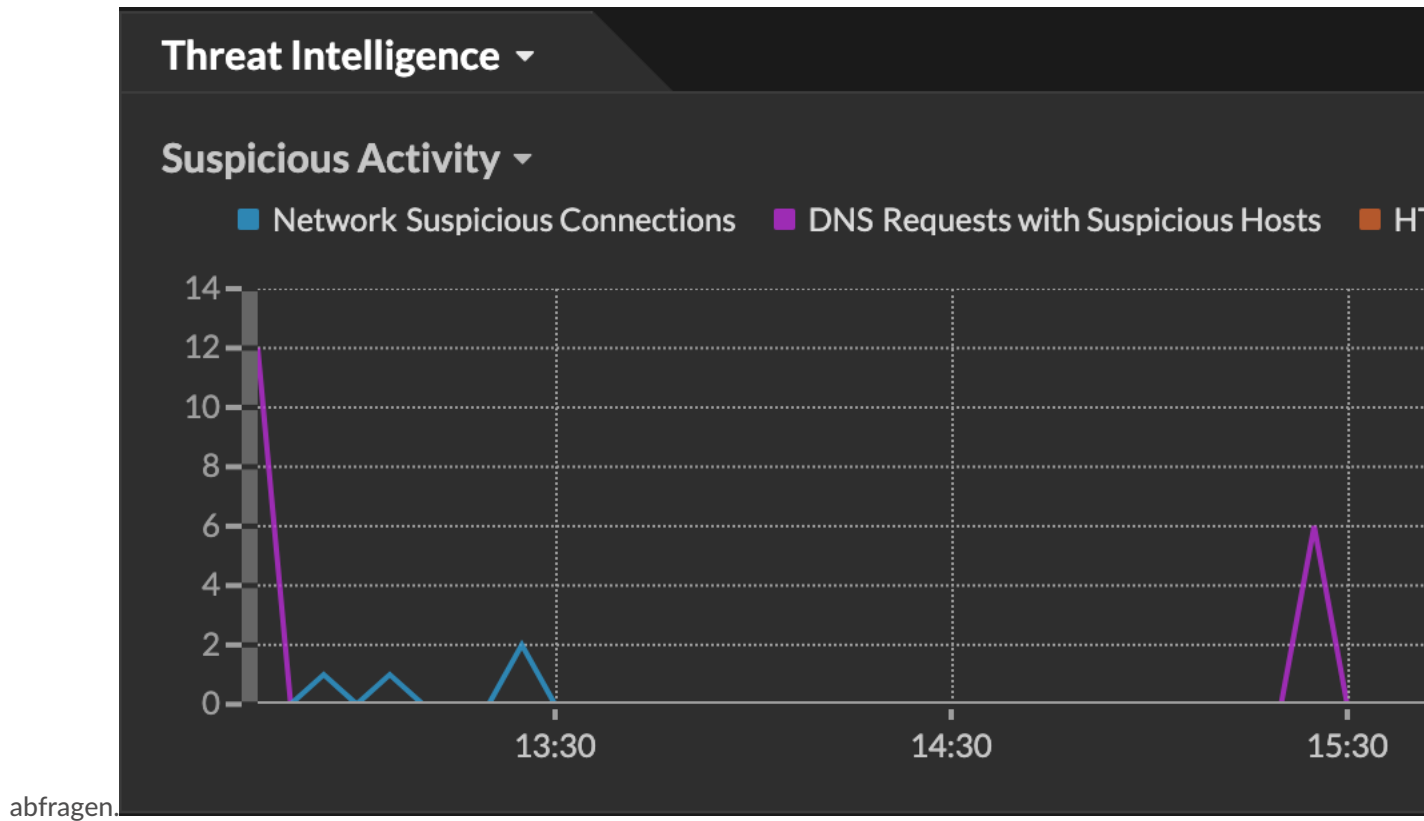 Threat Intelligence
Suspicious Activity
Network Suspicious Connections DNS Requests with Suspicious Hosts HT
14
12
10
8
6
4
2
0
13:30 14:30 15:30
abfragen.